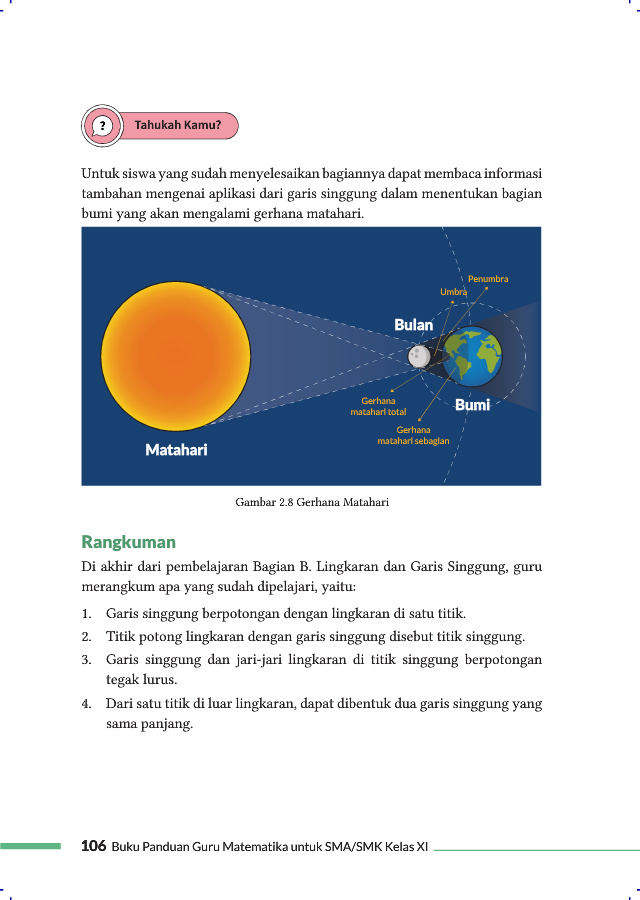 ?
Tahukah Kamu?
Untuk siswa yang sudah menyelesaikan bagiannya dapat membaca informasi
tambahan mengenai aplikasi dari garis singgung dalam menentukan bagian
bumi yang akan mengalami gerhana matahari.
Penumbra
Umbra
Bulan
Gerhana
matahari total
Bumi
Gerhana
matahari sebagian
Matahari
Gambar 2.8 Gerhana Matahari
Rangkuman
Di akhir dari pembelajaran Bagian B. Lingkaran dan Garis Singgung, guru
merangkum apa yang sudah dipelajari, yaitu:
1. Garis singgung berpotongan dengan lingkaran di satu titik.
2. Titik potong lingkaran dengan garis singgung disebut titik singgung.
3. Garis singgung dan jari-jari lingkaran di titik singgung berpotongan
tegak lurus.
4. Dari satu titik di luar lingkaran, dapat dibentuk dua garis singgung yang
sama panjang.
106 Buku Panduan Guru Matematika untuk SMA/SMK Kelas XI